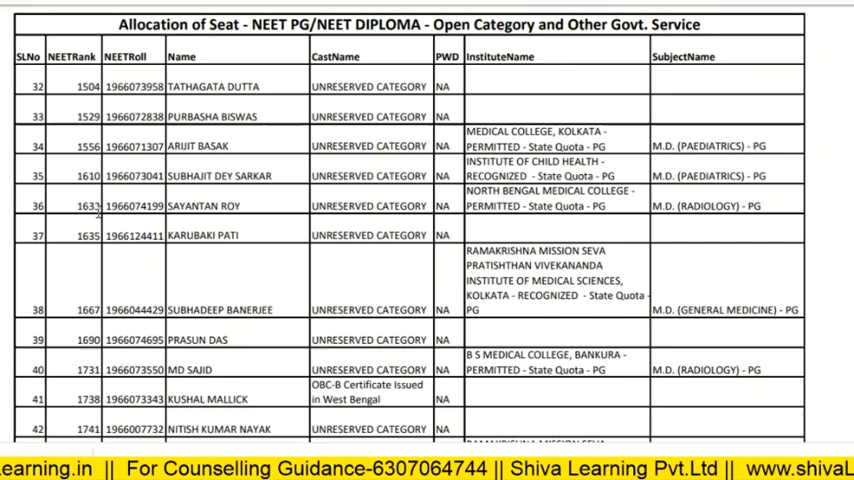 Allocation of Seat - NEET PG/NEET DIPLOMA - Open Category and Other Govt. Service
SLNo NEETRank NEETRoll Name CastName PWD InstituteName SubjectName
32 1504 1966073958 TATHAGATA DUTTA UNRESERVED CATEGORY NA
33 1529 1966072838 PURBASHA BISWAS UNRESERVED CATEGORY NA
MEDICAL COLLEGE, KOLKATA -
34 1556 1966071307 ARIJIT BASAK UNRESERVED CATEGORY NA PERMITTED - State Quota - PG M.D. (PAEDIATRICS) - PG
INSTITUTE OF CHILD HEALTH -
35 1610 1966073041 SUBHAJIT DEY SARKAR UNRESERVED CATEGORY NA RECOGNIZED - State Quota - PG M.D. (PAEDIATRICS) - PG
NORTH BENGAL MEDICAL COLLEGE -
36 1633 1966074199 SAYANTAN ROY UNRESERVED CATEGORY NA PERMITTED - State Quota - PG M.D. (RADIOLOGY) - PG
37 1635 1966124411 KARUBAKI PATI UNRESERVED CATEGORY NA
RAMAKRISHNA MISSION SEVA
PRATISHTHAN VIVEKANANDA
INSTITUTE OF MEDICAL SCIENCES,
KOLKATA - RECOGNIZED - State Quota -
38 1667 1966044429 SUBHADEEP BANERJEE UNRESERVED CATEGORY NA PG M.D. (GENERAL MEDICINE) - PG
39 1690 1966074695 PRASUN DAS UNRESERVED CATEGORY NA
B S MEDICAL COLLEGE, BANKURA -
40 1731 1966073550 MD SAJID UNRESERVED CATEGORY NA PERMITTED - State Quota - PG M.D. (RADIOLOGY) - PG
OBC-B Certificate Issued
41 1738 1966073343 KUSHAL MALLICK in West Bengal NA
42 1741 1966007732 NITISH KUMAR NAYAK UNRESERVED CATEGORY NA
Learning.in || For Counselling Guidance-6307064744 || Shiva Learning Pvt.Ltd || www.shival